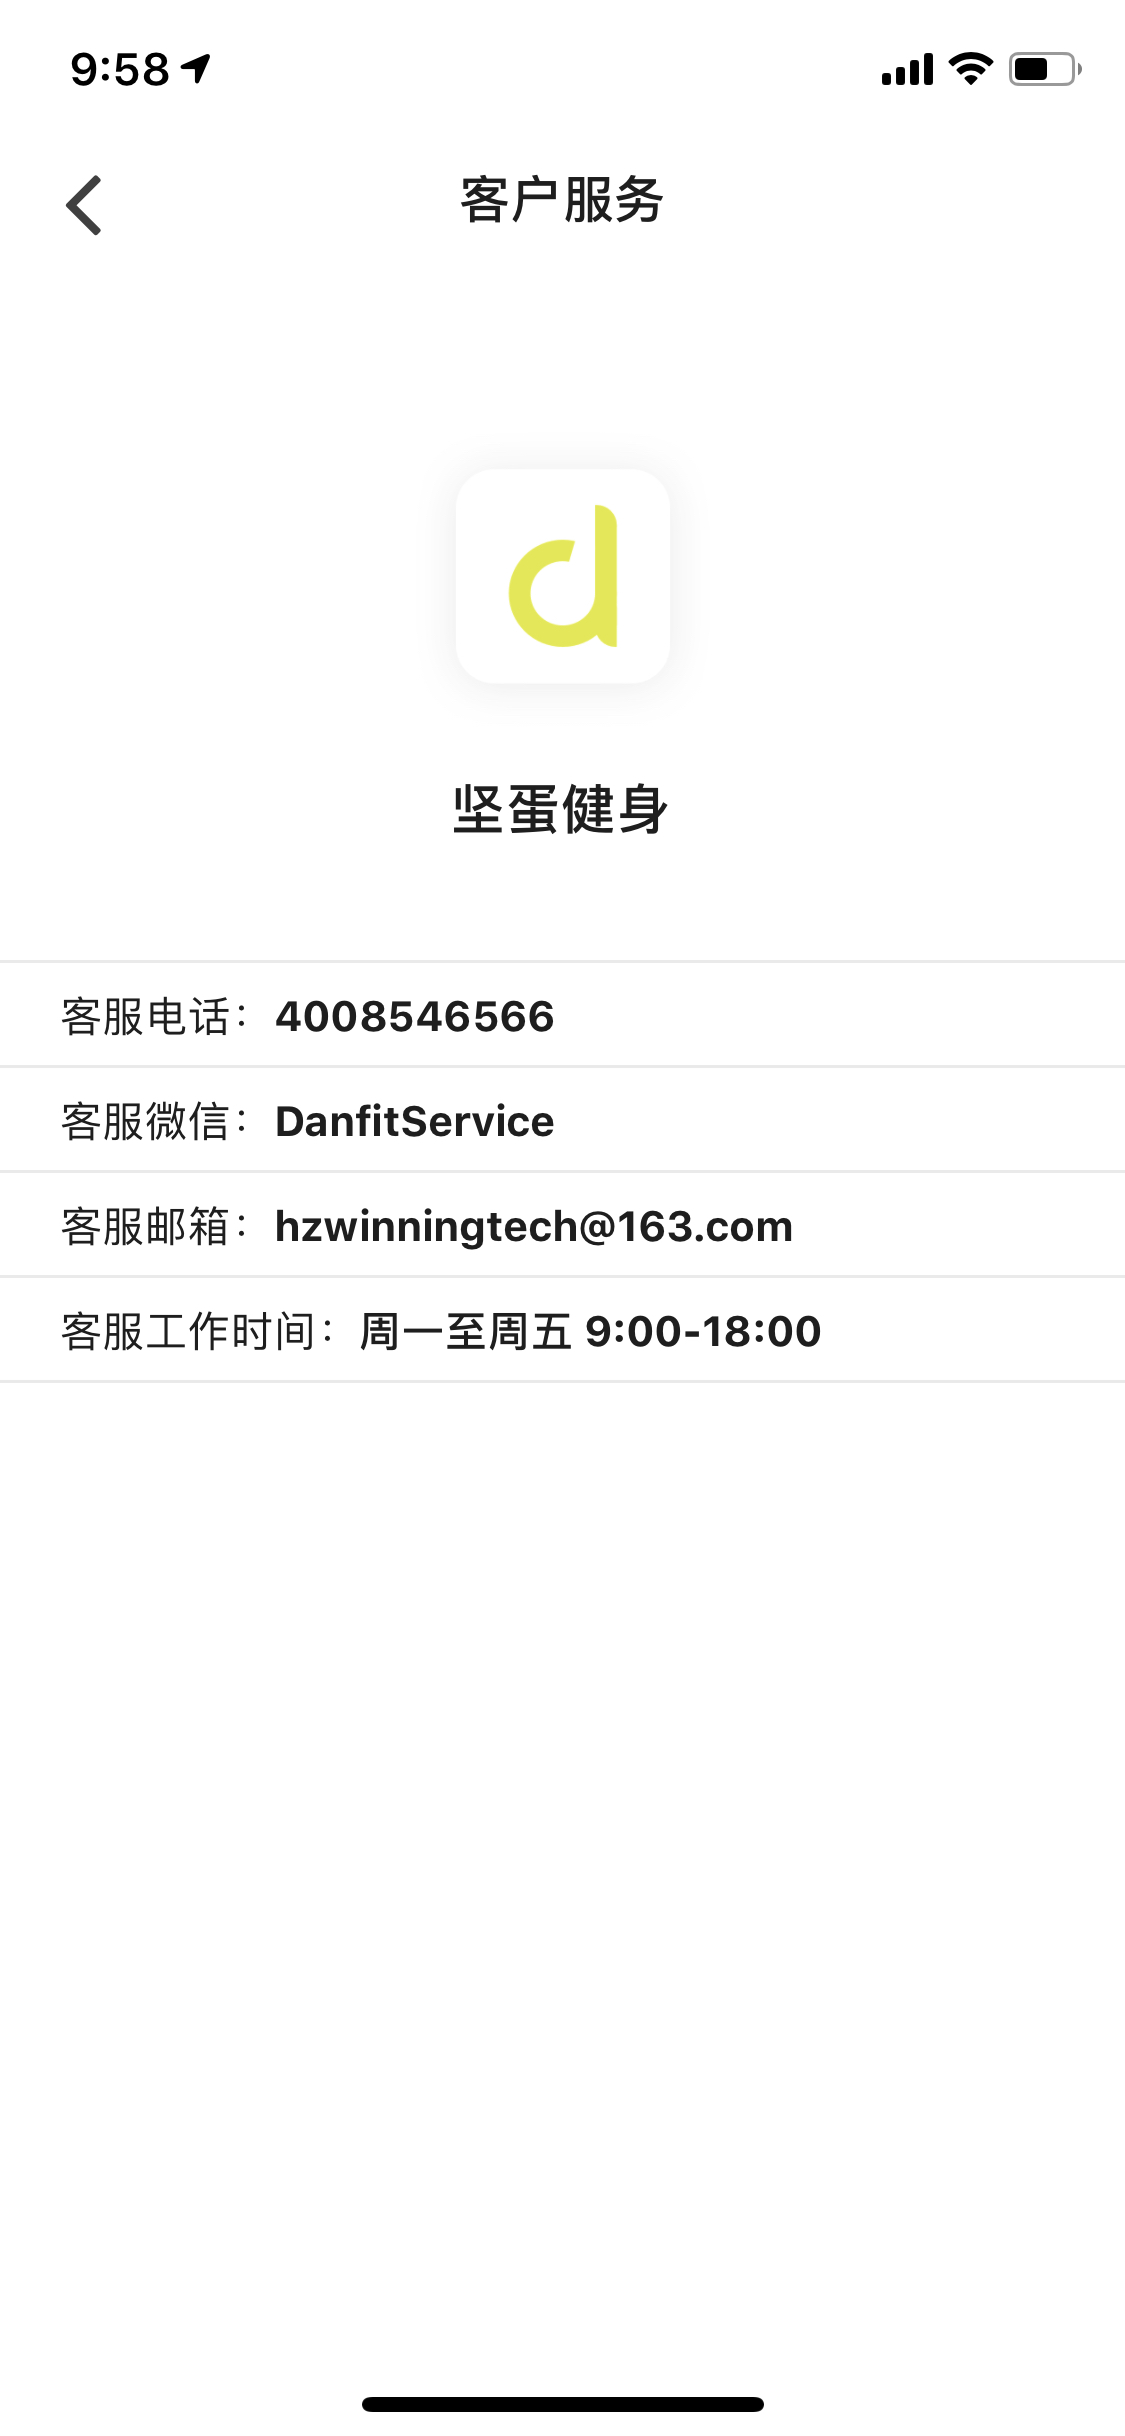 9:58
客户服务
坚蛋健身
客服电话：4008546566
客服微信：DanfitService
客服邮箱：hzwinningtech@163.com
客服工作时间：周一至周五 9:00-18:00